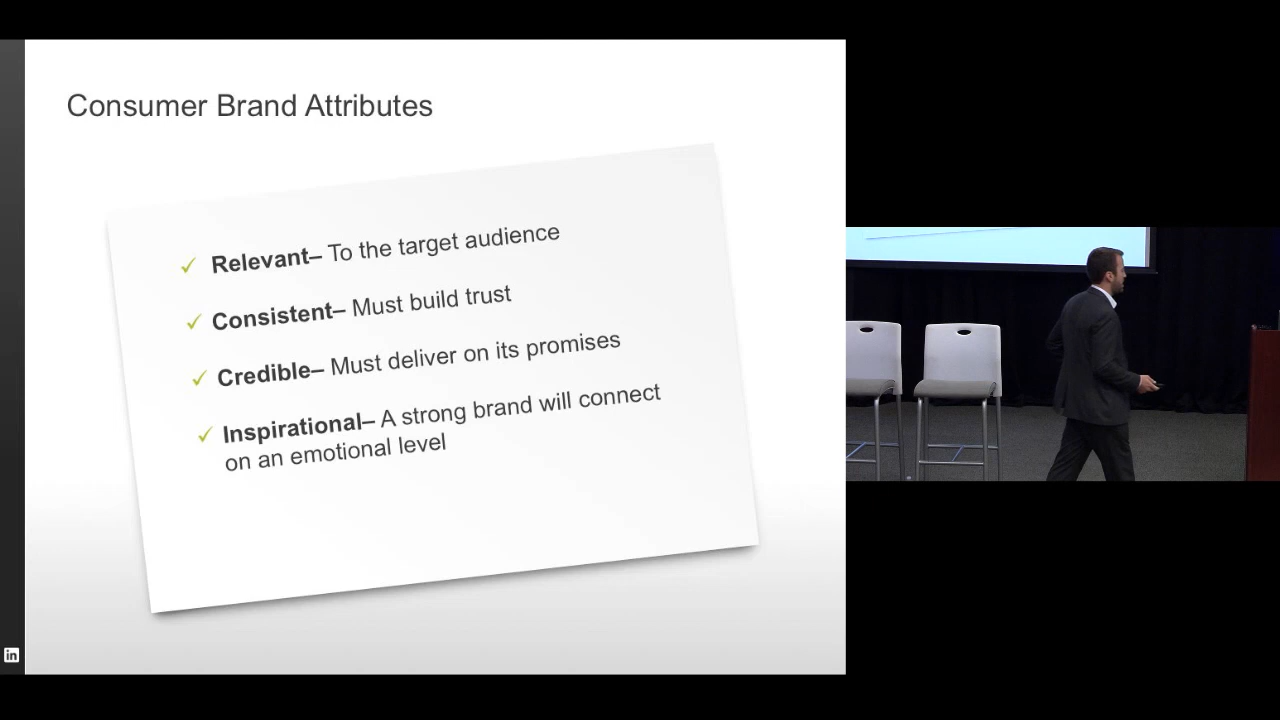 Consumer Brand Attributes
✓ Relevant– To the target audience
✓ Consistent– Must build trust
✓ Credible– Must deliver on its promises
✓ Inspirational– A strong brand will connect
on an emotional level
in